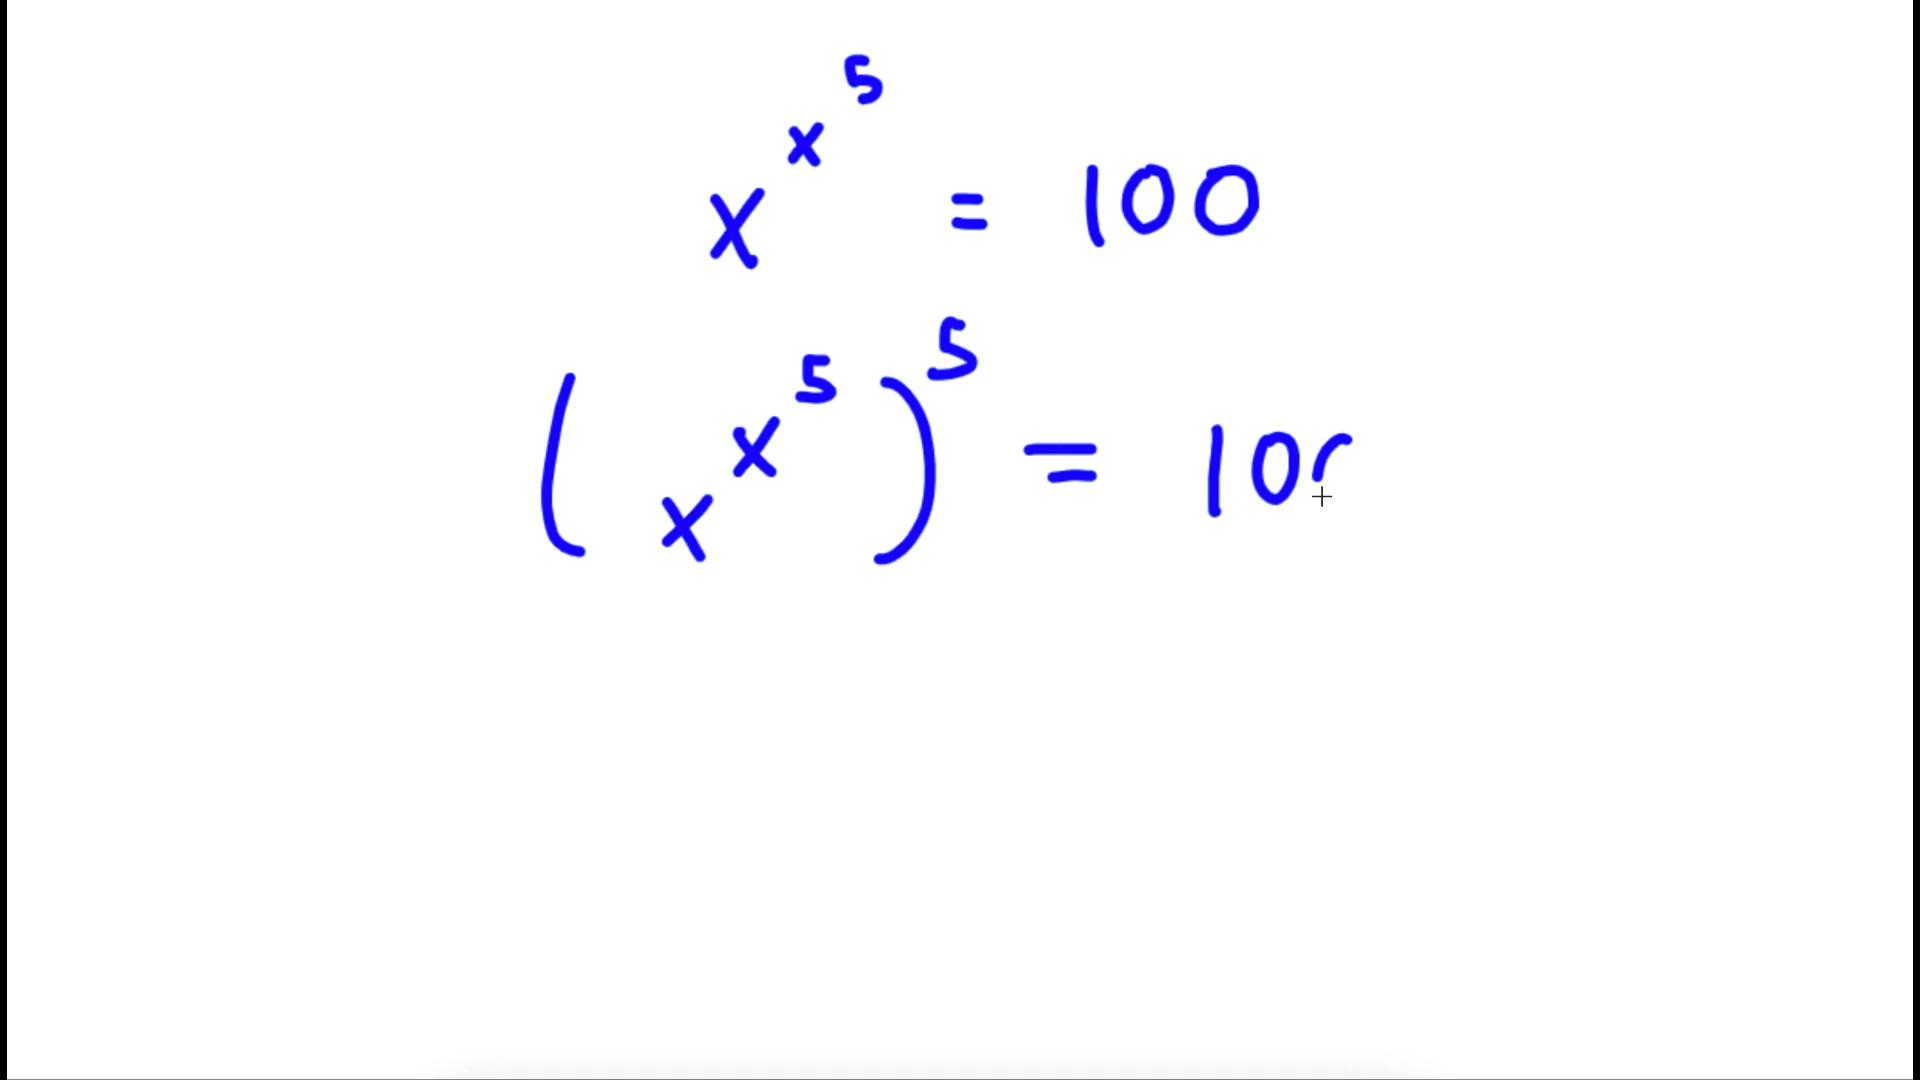 x^x^5 = 100
(x^x^5)^5 = 10